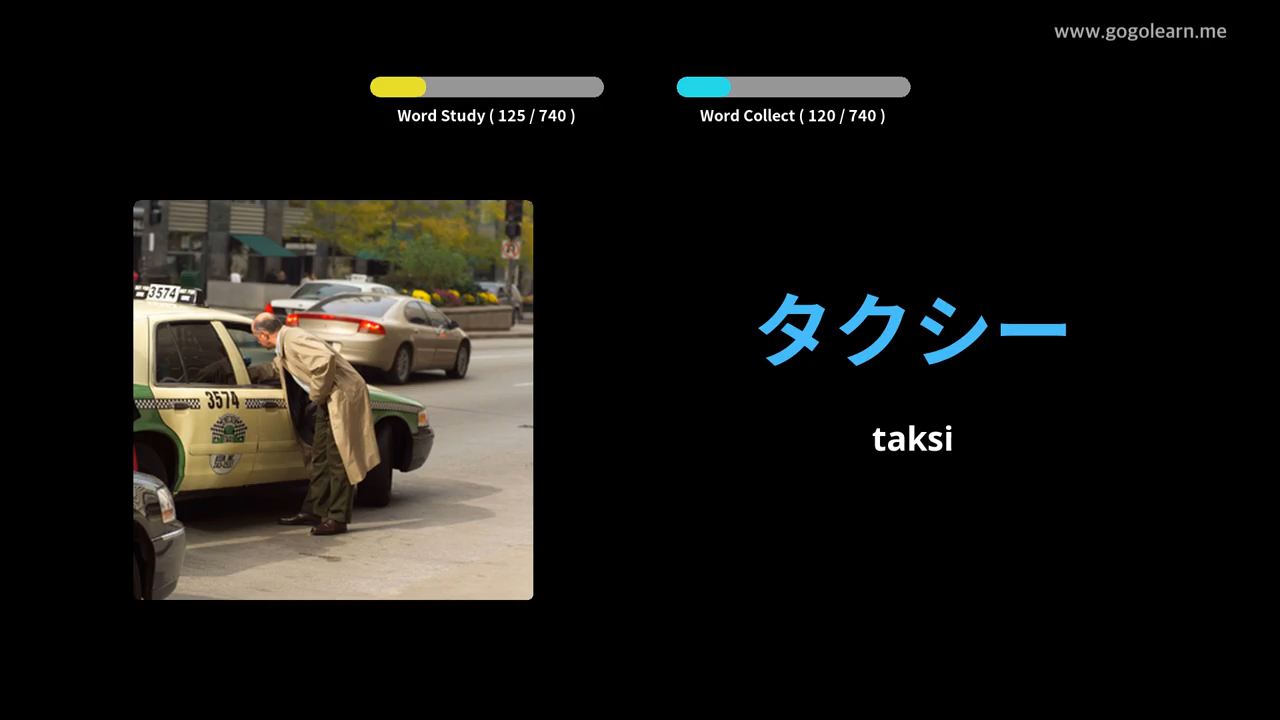 www.gogolearn.me
Word Study ( 125 / 740 )
Word Collect ( 120 / 740 )
3574
3574
タクシー
taksi